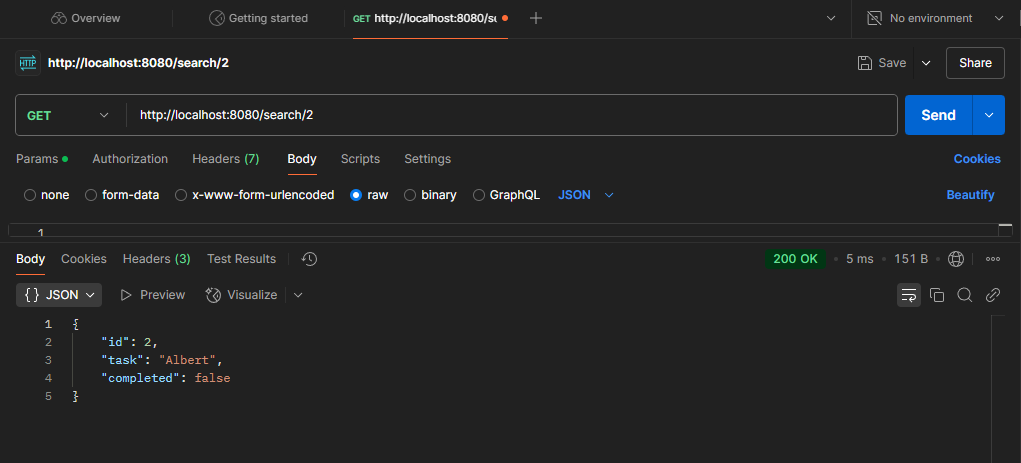 Overview
Getting started
GET http://localhost:8080/se
No environment
HTTP http://localhost:8080/search/2
Save
Share
GET
http://localhost:8080/search/2
Send
Params
Authorization
Headers (7)
Body
Scripts
Settings
Cookies
none
form-data
x-www-form-urlencoded
raw
binary
GraphQL
JSON
Beautify
1
Body
Cookies
Headers (3)
Test Results
200 OK
5 ms
151 B
{} JSON
Preview
Visualize
1 {
2 "id": 2,
3 "task": "Albert",
4 "completed": false
5 }